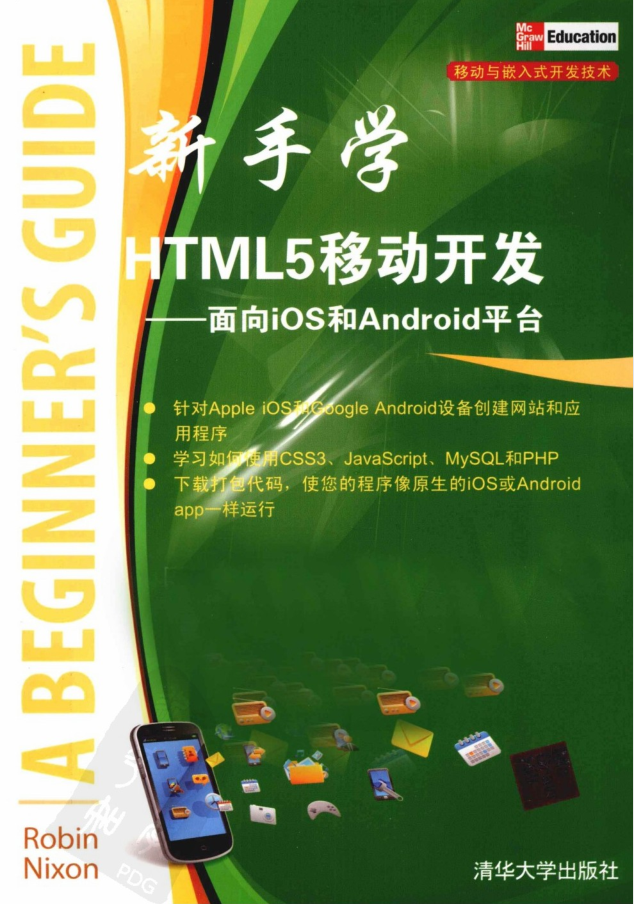 Mc
Graw
Hill
Education
移动与嵌入式开发技术
新手学
HTML5移动开发
——面向iOS和Android平台
● 针对Apple iOS和Google Android设备创建网站和应
用程序
● 学习如何使用CSS3、JavaScript、MySQL和PHP
● 下载打包代码，使您的程序像原生的iOS或Android
app一样运行
A BEGINNER'S GUIDE
Robin
Nixon
PDG
清华大学出版社